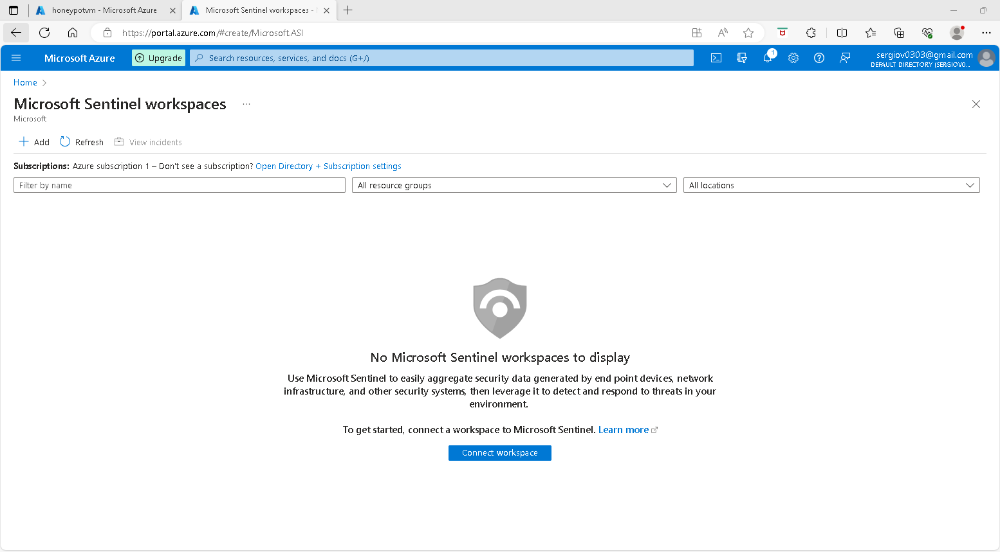 honeypotvm - Microsoft Azure
Microsoft Sentinel workspaces -
https://portal.azure.com/#create/Microsoft.ASI
Microsoft Azure
Upgrade
Search resources, services, and docs (G+/)
1
sergiov0303@gmail.com
DEFAULT DIRECTORY (SERGIOV0...
Home
Microsoft Sentinel workspaces ...
Microsoft
Add
Refresh
View incidents
Subscriptions: Azure subscription 1 – Don't see a subscription? Open Directory + Subscription settings
Filter by name
All resource groups
All locations
No Microsoft Sentinel workspaces to display
Use Microsoft Sentinel to easily aggregate security data generated by end point devices, network
infrastructure, and other security systems, then leverage it to detect and respond to threats in your
environment.
To get started, connect a workspace to Microsoft Sentinel. Learn more
Connect workspace